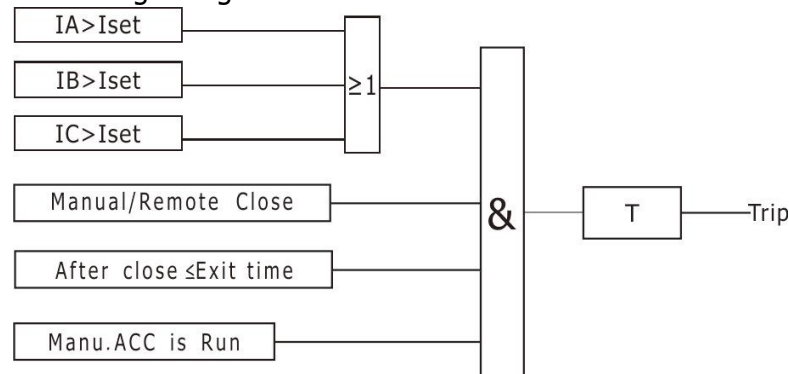 IA>Iset
IB>Iset
≥1
IC>Iset
Manual/Remote Close
&
T
Trip
After close ≤Exit time
Manu.ACC is Run